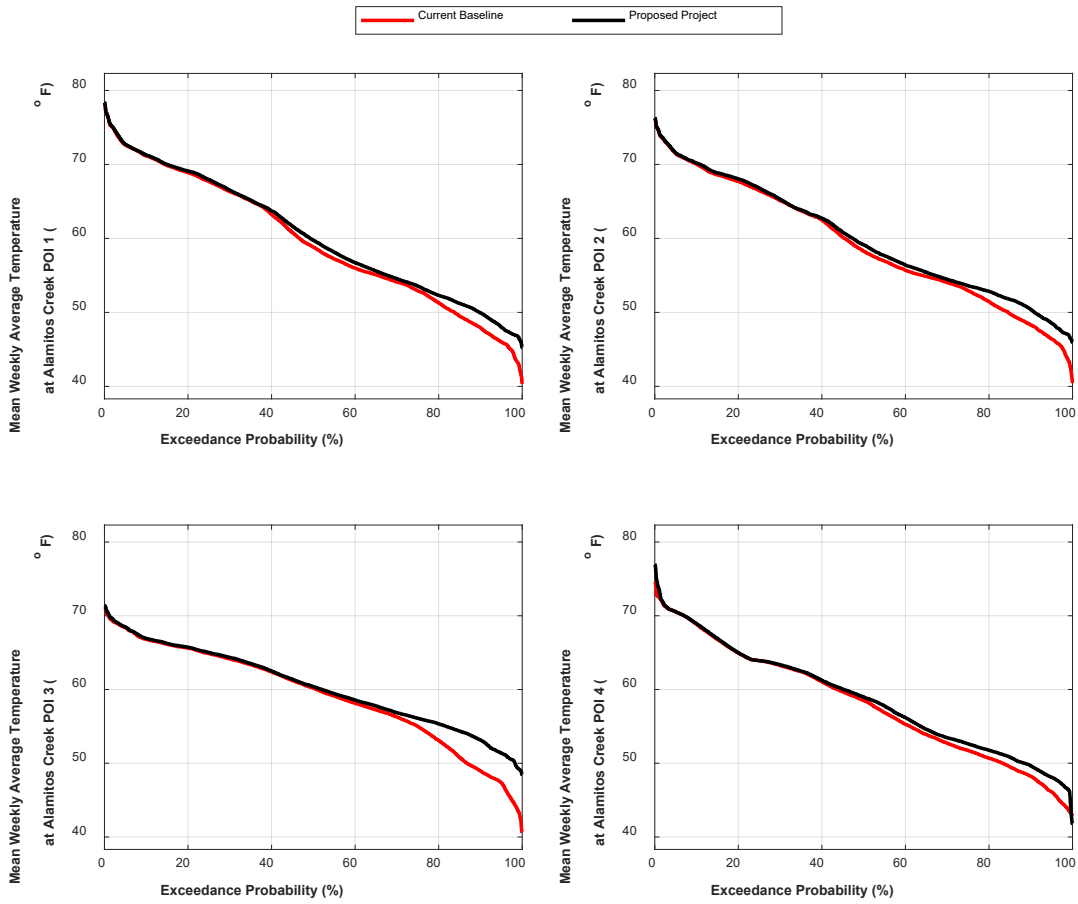 Current Baseline
Proposed Project
Mean Weekly Average Temperature
at Alamitos Creek POI 1 (
o F)
80
70
60
50
40
0 20 40 60 80 100
Exceedance Probability (%)
Mean Weekly Average Temperature
at Alamitos Creek POI 2 (
o F)
80
70
60
50
40
0 20 40 60 80 100
Exceedance Probability (%)
Mean Weekly Average Temperature
at Alamitos Creek POI 3 (
o F)
80
70
60
50
40
0 20 40 60 80 100
Exceedance Probability (%)
Mean Weekly Average Temperature
at Alamitos Creek POI 4 (
o F)
80
70
60
50
40
0 20 40 60 80 100
Exceedance Probability (%)